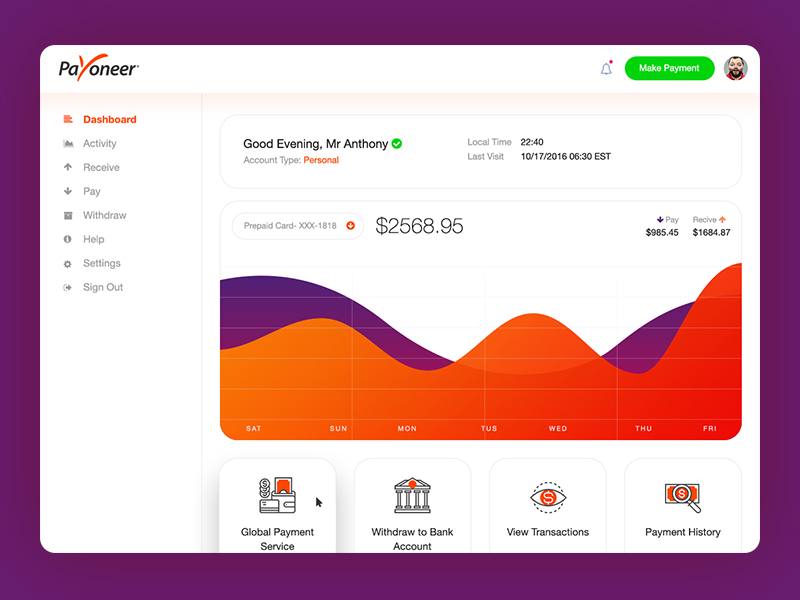 Payoneer
Make Payment
Dashboard
Activity
Receive
Pay
Withdraw
Help
Settings
Sign Out
Good Evening, Mr Anthony
Account Type: Personal
Local Time 22:40
Last Visit 10/17/2016 06:30 EST
Prepaid Card- XXX-1818
$2568.95
Pay
$985.45
Recive
$1684.87
SAT SUN MON TUS WED THU FRI
Global Payment
Service
Withdraw to Bank
Account
View Transactions
Payment History